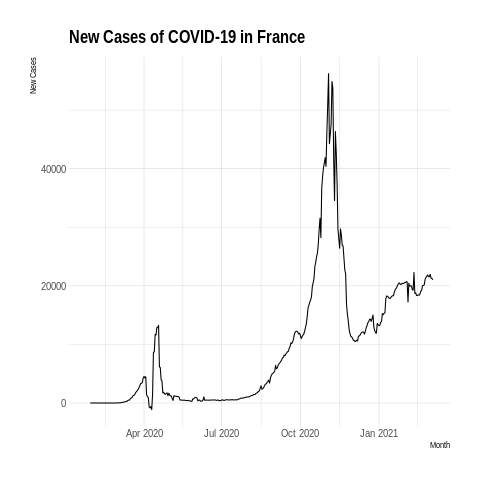 New Cases of COVID-19 in France
New Cases
40000
20000
0
Apr 2020 Jul 2020 Oct 2020 Jan 2021
Month